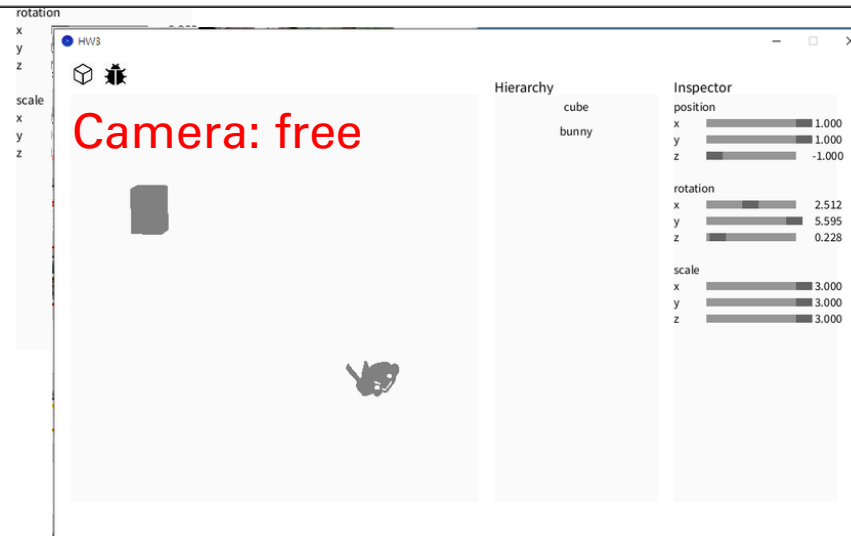 rotation
x
y
z
scale
x
y
z
HW3
Camera: free
Hierarchy
cube
bunny
Inspector
position
x 1.000
y 1.000
z -1.000
rotation
x 2.512
y 5.595
z 0.228
scale
x 3.000
y 3.000
z 3.000